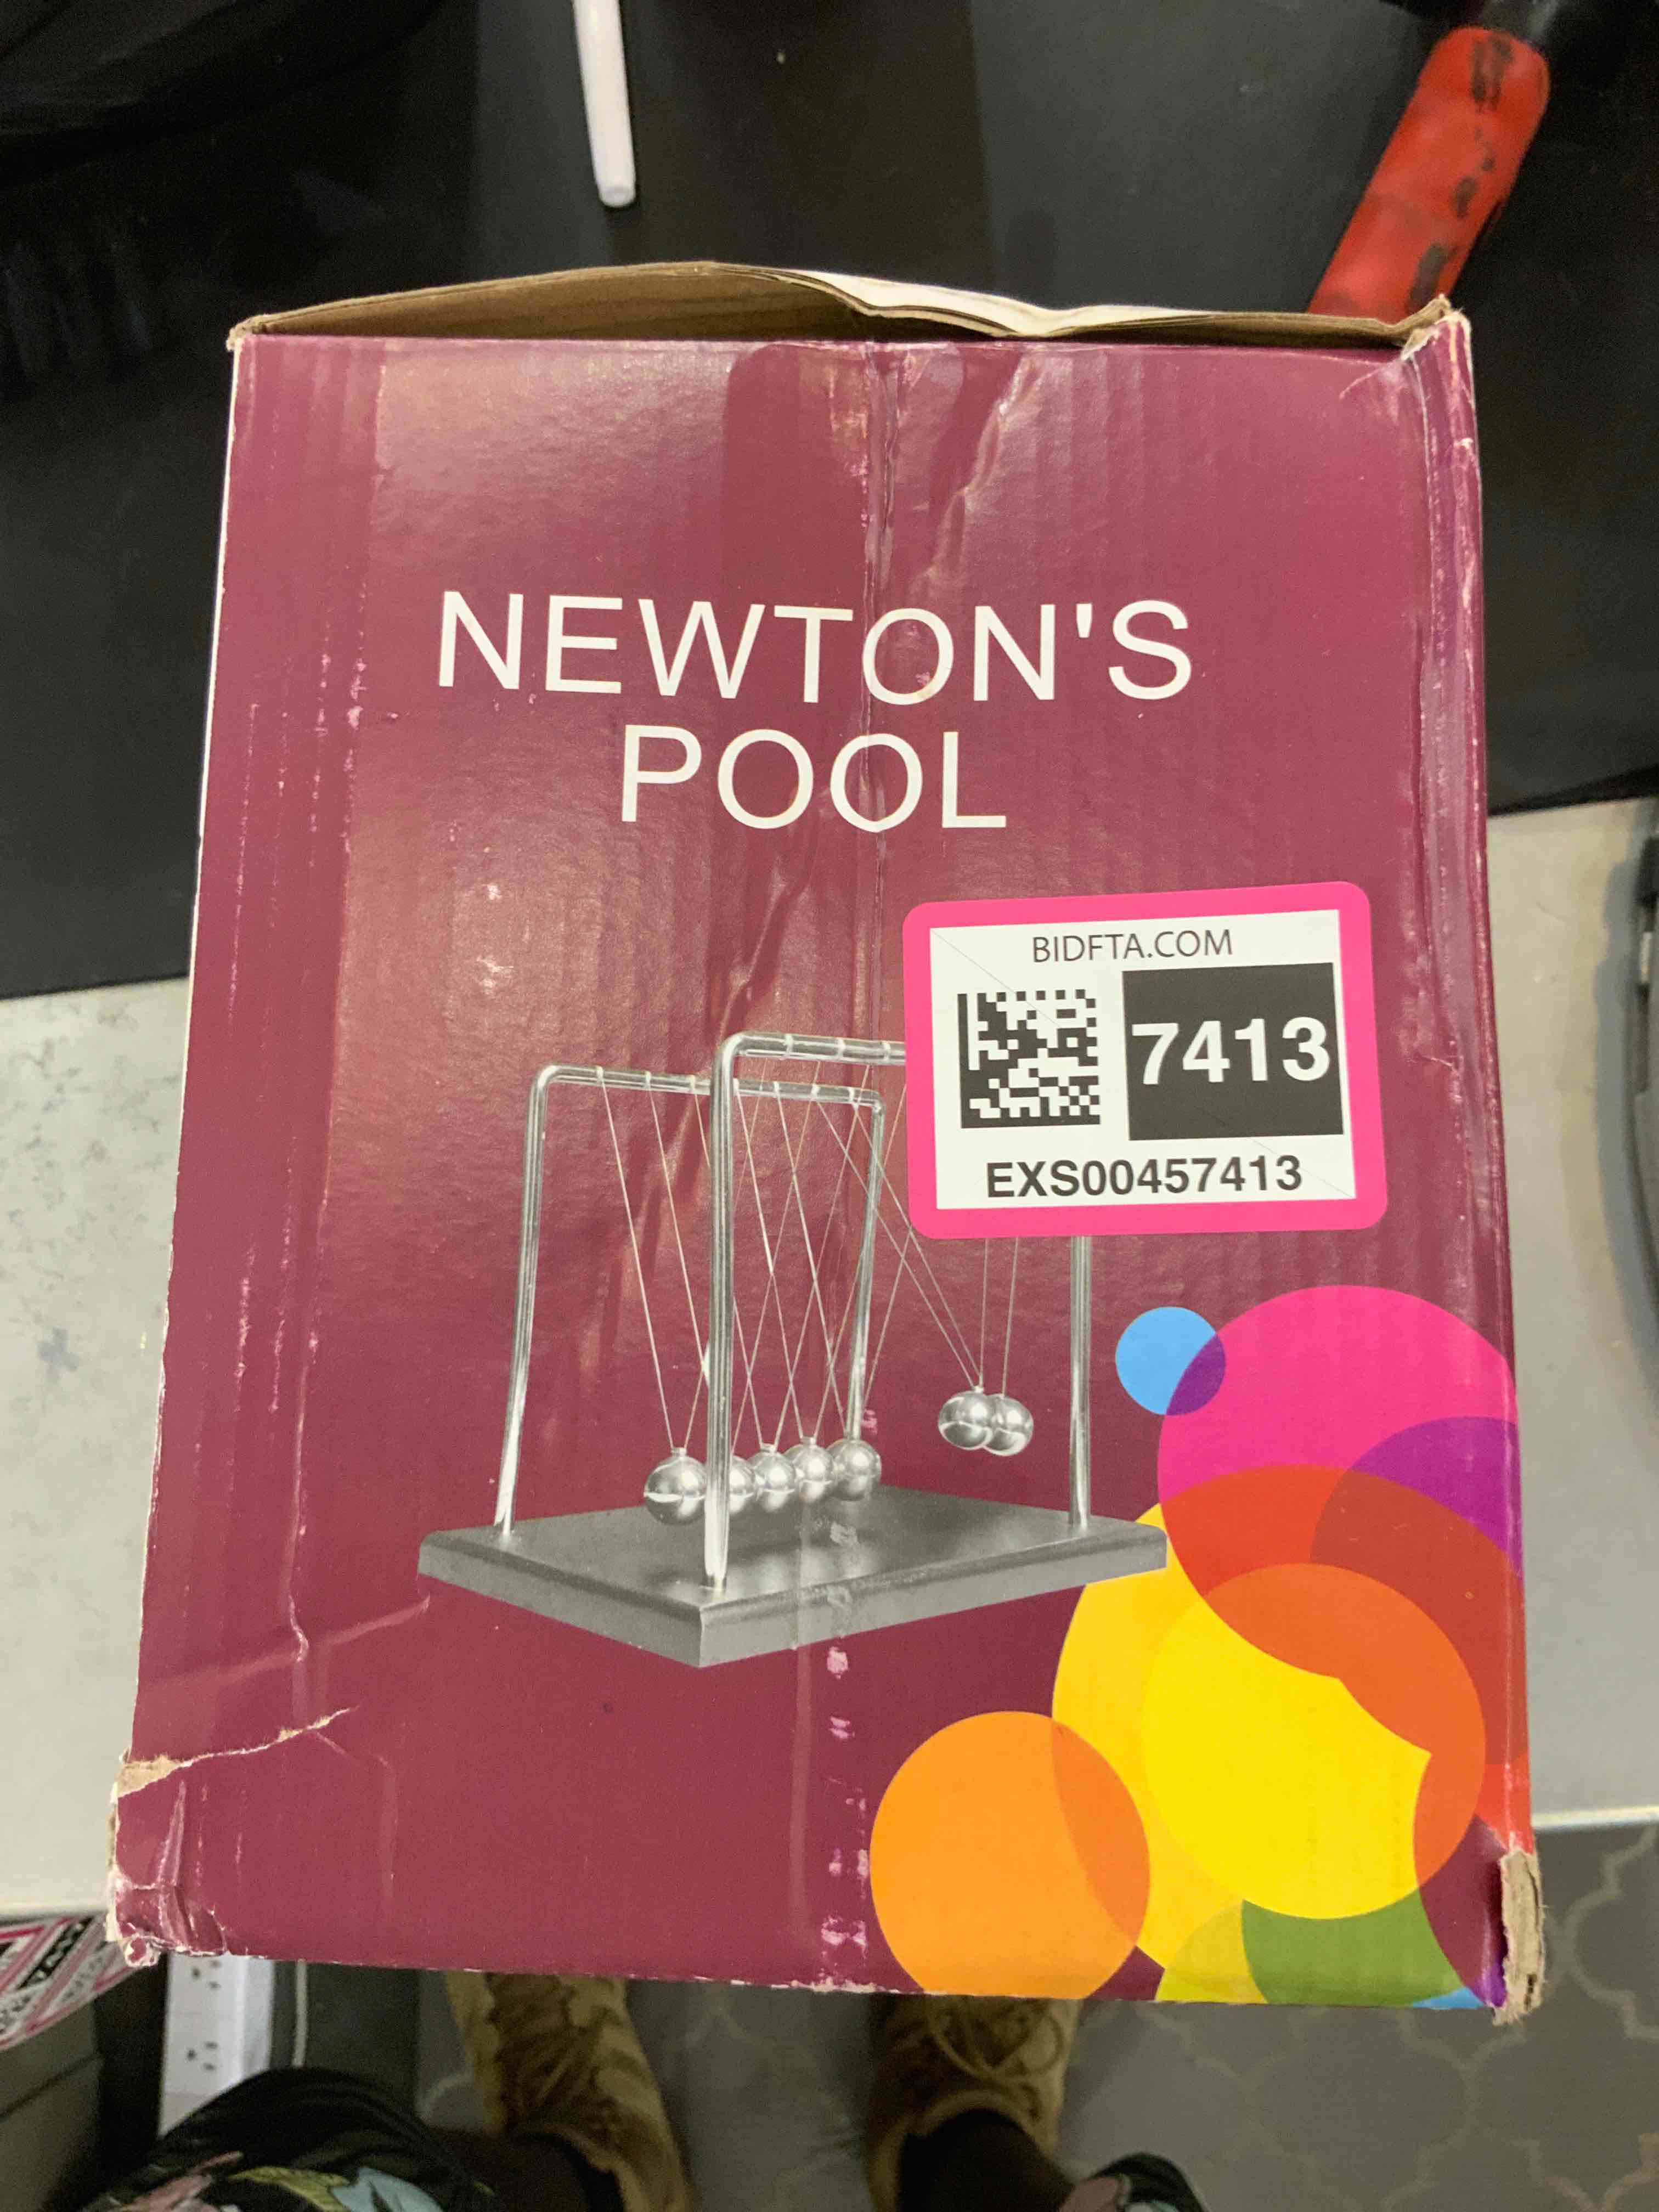 NEWTON'S
POOL
BIDFTA.COM
7413
EXS00457413